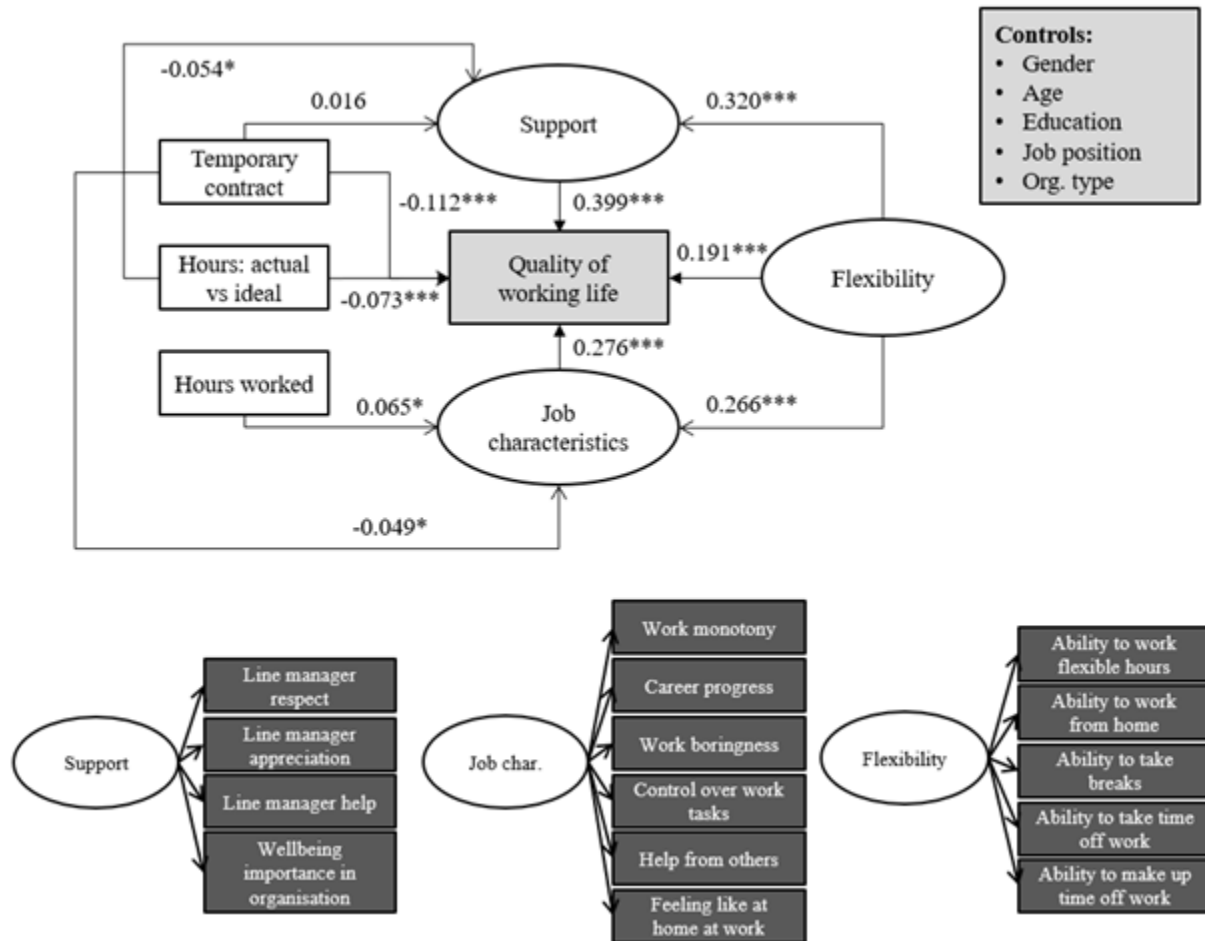 Controls:
• Gender
• Age
• Education
• Job position
• Org. type
-0.054*
0.016
Support
0.320***
Temporary
contract
-0.112***
0.399***
Hours: actual
vs ideal
-0.073***
Quality of
working life
0.191***
Flexibility
0.276***
Hours worked
0.065*
Job
characteristics
0.266***
-0.049*
Support
Line manager
respect
Line manager
appreciation
Line manager help
Wellbeing
importance in
organisation
Job char.
Work monotony
Career progress
Work boringness
Control over work
tasks
Help from others
Feeling like at
home at work
Flexibility
Ability to work
flexible hours
Ability to work
from home
Ability to take
breaks
Ability to take time
off work
Ability to make up
time off work